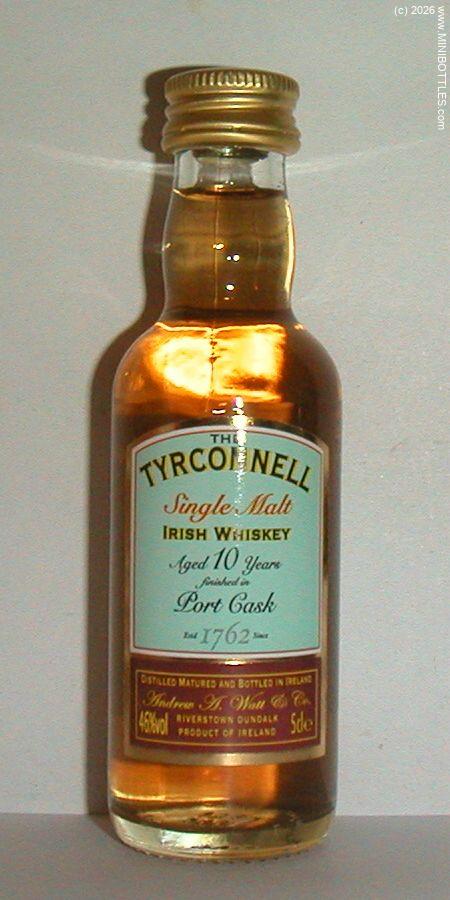 (c) 2026 www.MINIBOTTLES.com
THE
TYRCONNELL
Single Malt
IRISH WHISKEY
Aged 10 Years
finished in
Port Cask
Estd 1762 Since
DISTILLED MATURED AND BOTTLED IN IRELAND
Andrew A. Watt & Co.
RIVERSTOWN DUNDALK
46%vol 5cl e
PRODUCT OF IRELAND